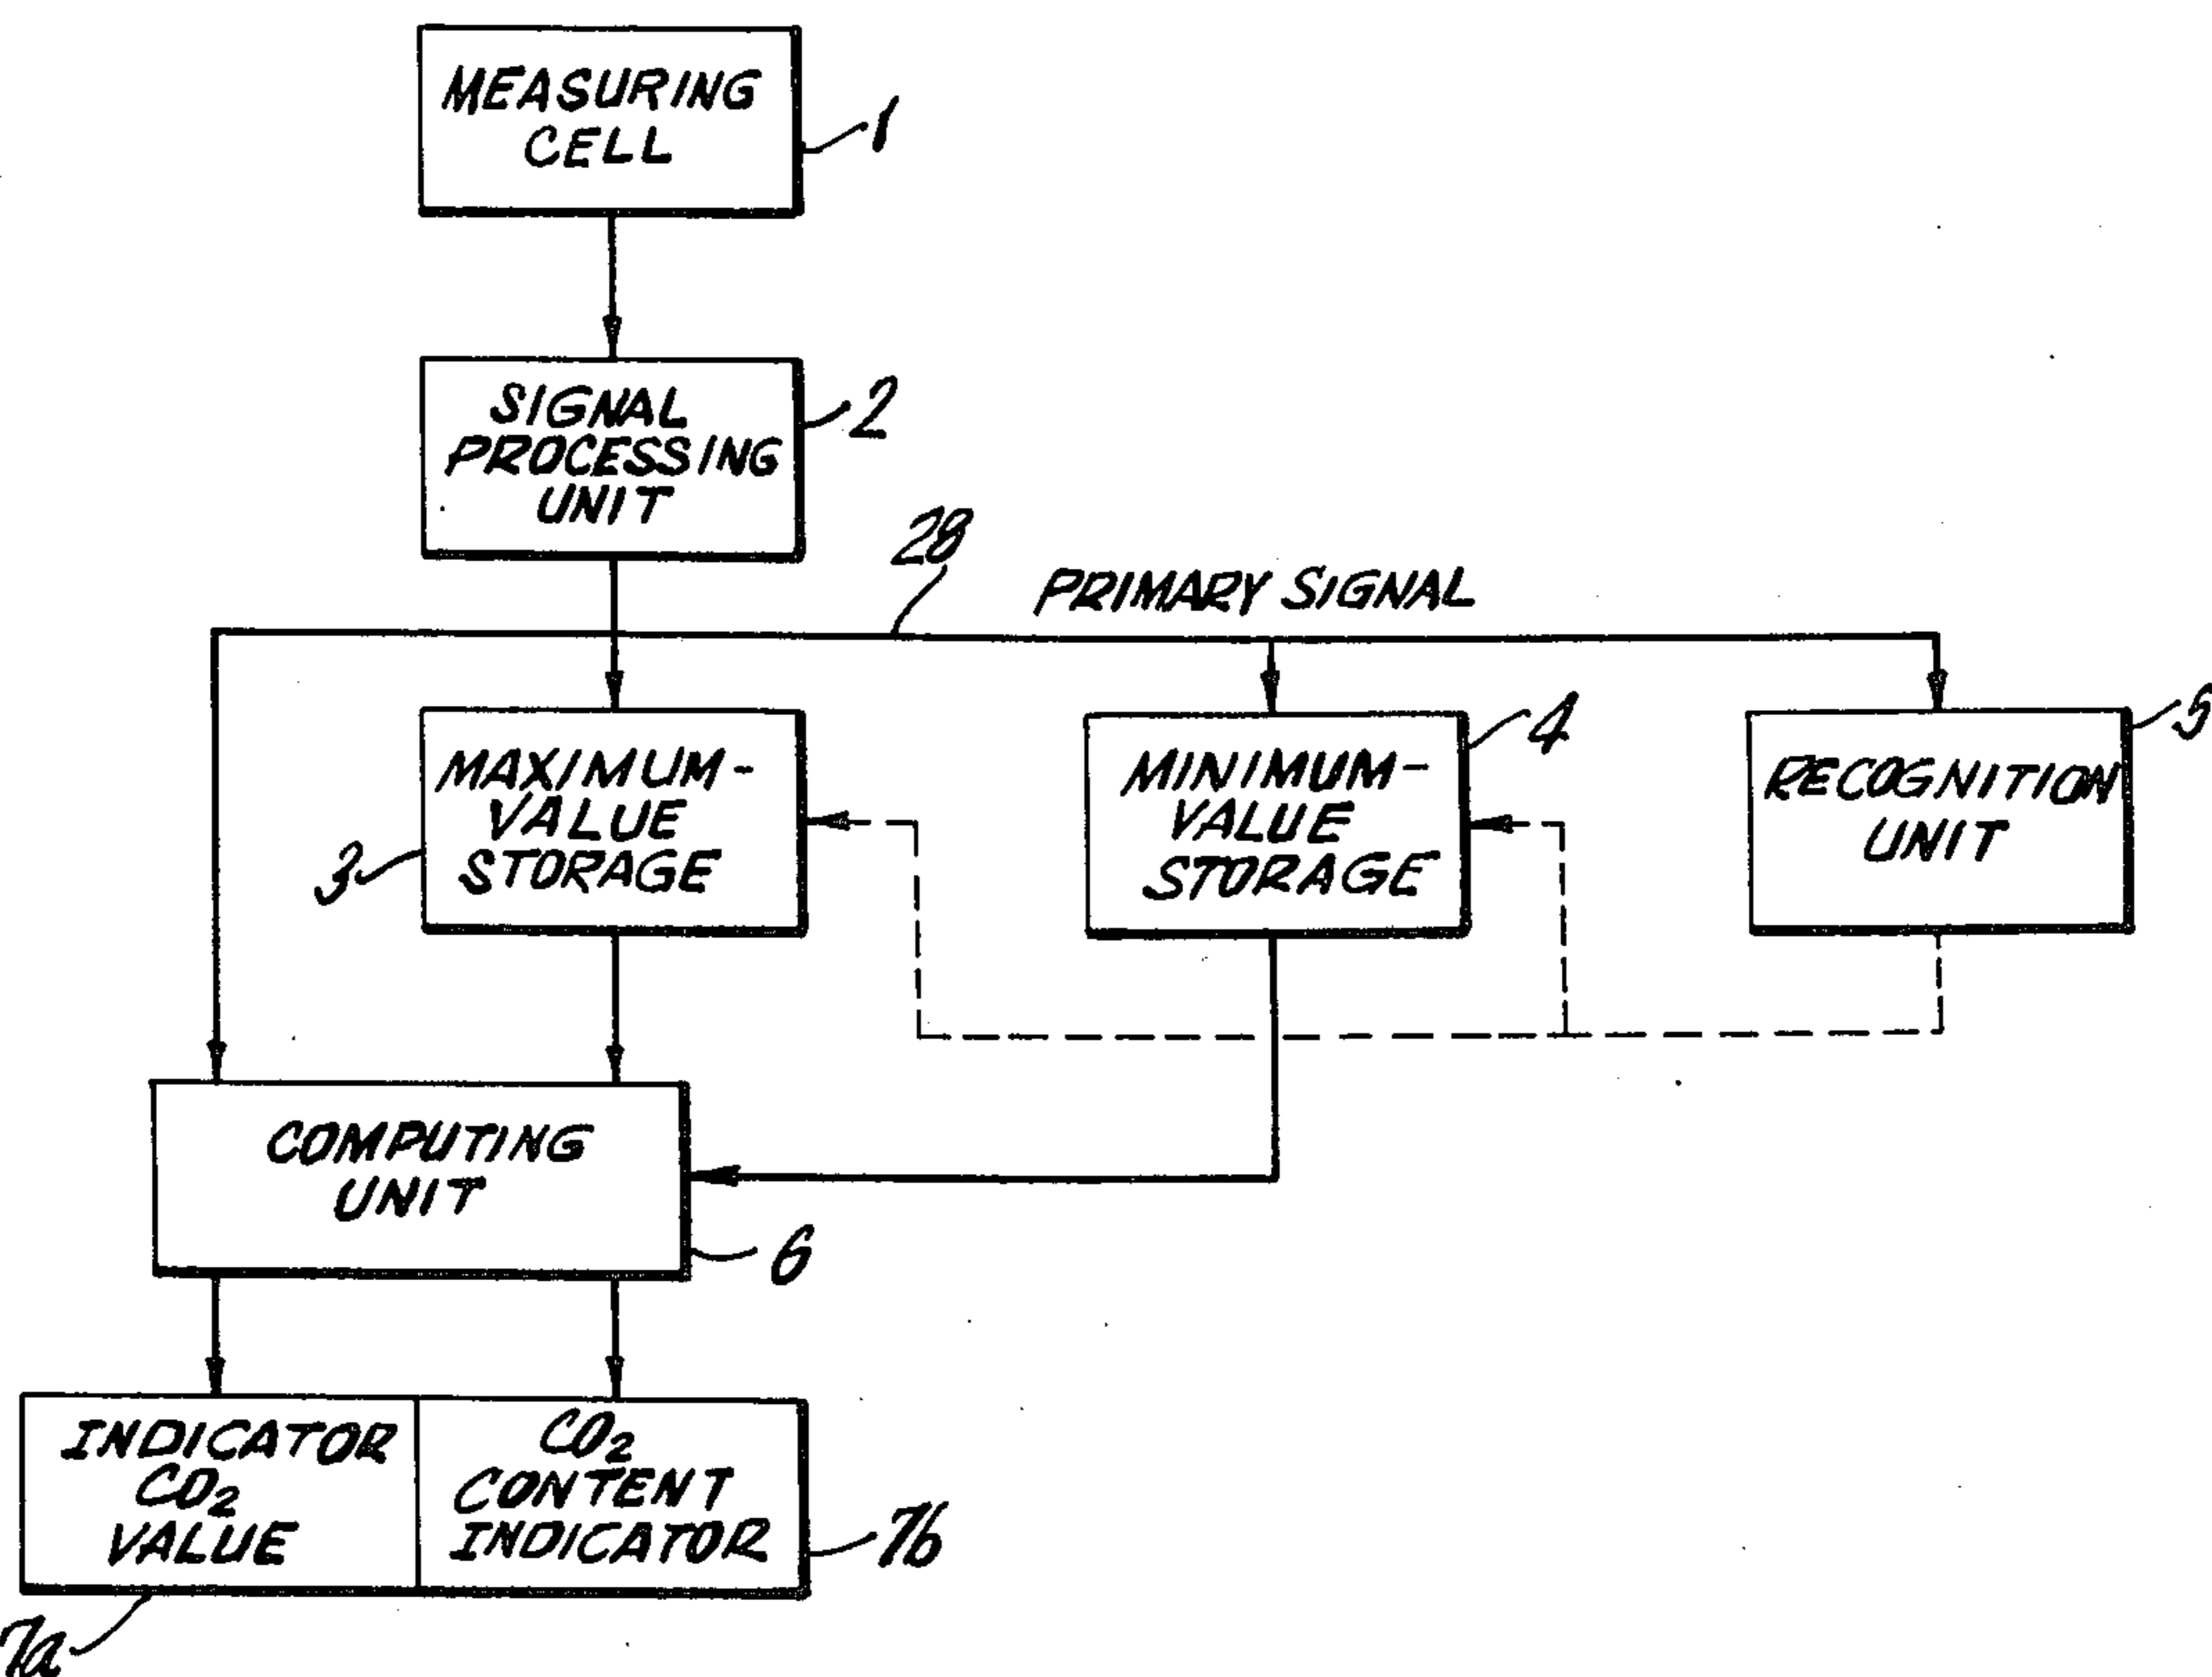 MEASURING
CELL
1
SIGNAL
PROCESSING
UNIT
2
28
PRIMARY SIGNAL
MAXIMUM-
VALUE
STORAGE
3
MINIMUM-
VALUE
STORAGE
4
RECOGNITION
UNIT
5
COMPUTING
UNIT
6
INDICATOR
CO₂
VALUE
7a
CO₂
CONTENT
INDICATOR
7b